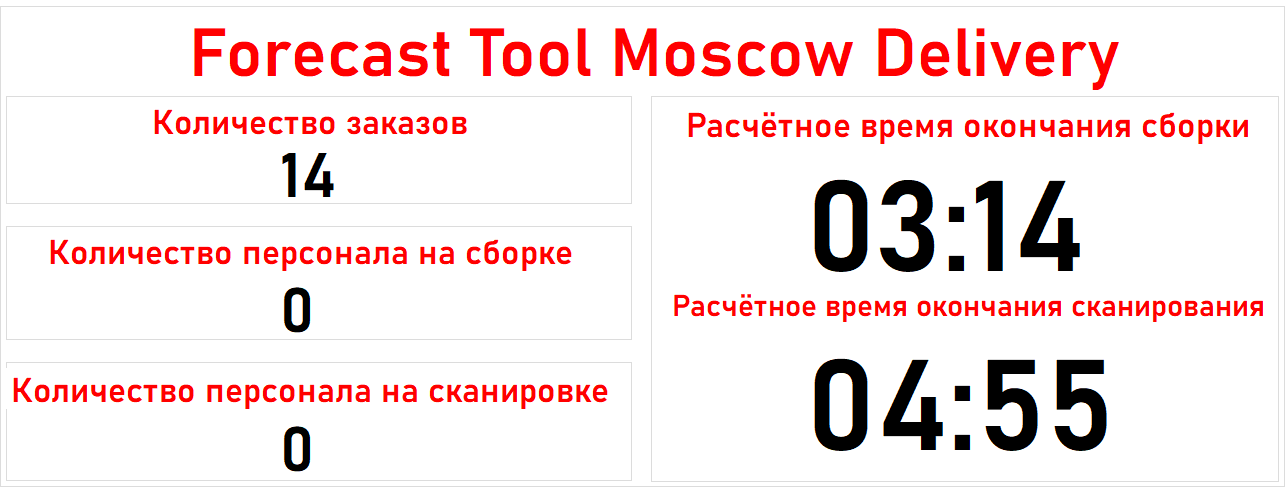 Forecast Tool Moscow Delivery
Количество заказов
14
Количество персонала на сборке
0
Количество персонала на сканировке
0
Расчётное время окончания сборки
03:14
Расчётное время окончания сканирования
04:55